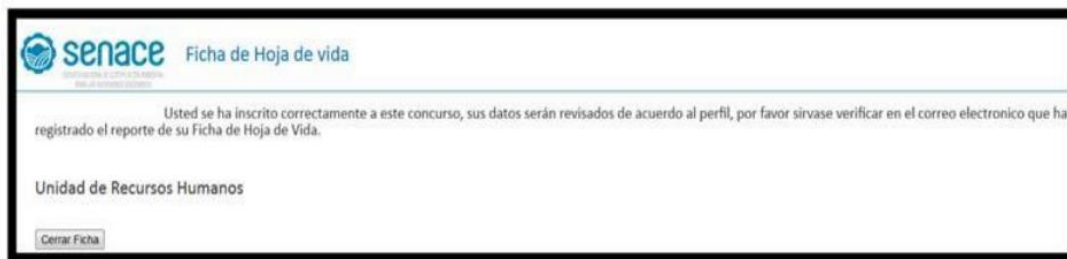 senace
Ficha de Hoja de vida
Usted se ha inscrito correctamente a este concurso, sus datos serán revisados de acuerdo al perfil, por favor sirvase verificar en el correo electronico que ha
registrado el reporte de su Ficha de Hoja de Vida.
Unidad de Recursos Humanos
Cerrar Ficha